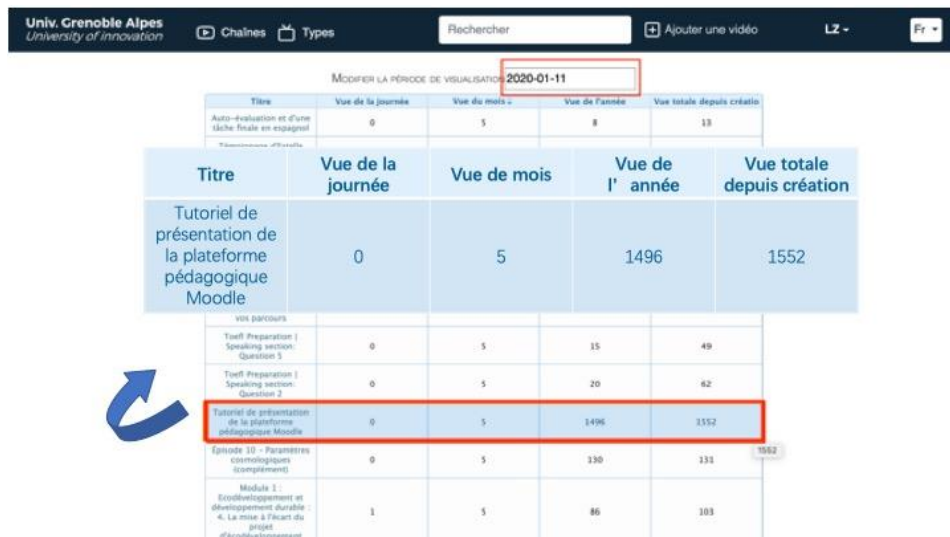 Univ. Grenoble Alpes
University of innovation
Chaînes Types Rechercher Ajouter une vidéo LZ Fr
MODIFIER LA PÉRIODE DE VISUALISATION 2020-01-11
Titre Vue de la journée Vue du mois Vue de l'année Vue totale depuis créatio
Auto-évaluation et d'une
tâche finale en espagnol 0 5 8 13
Titre Vue de la journée Vue de mois Vue de l' année Vue totale depuis création
Tutoriel de
présentation de
la plateforme 0 5 1496 1552
pédagogique
Moodle
vos parcours
Toefl Preparation |
Speaking section: 0 5 15 49
Question 5
Toefl Preparation |
Speaking section: 0 5 20 62
Question 2
Tutoriel de présentation
de la plateforme 0 5 1496 1552
pédagogique Moodle
Épisode 10 - Paramètres
cosmologiques 0 5 130 131
(complément)
1552
Module 1 :
Ecodéveloppement et
développement durable :
4. La mise à l'écart du 1 5 86 103
projet
d'écodéveloppement